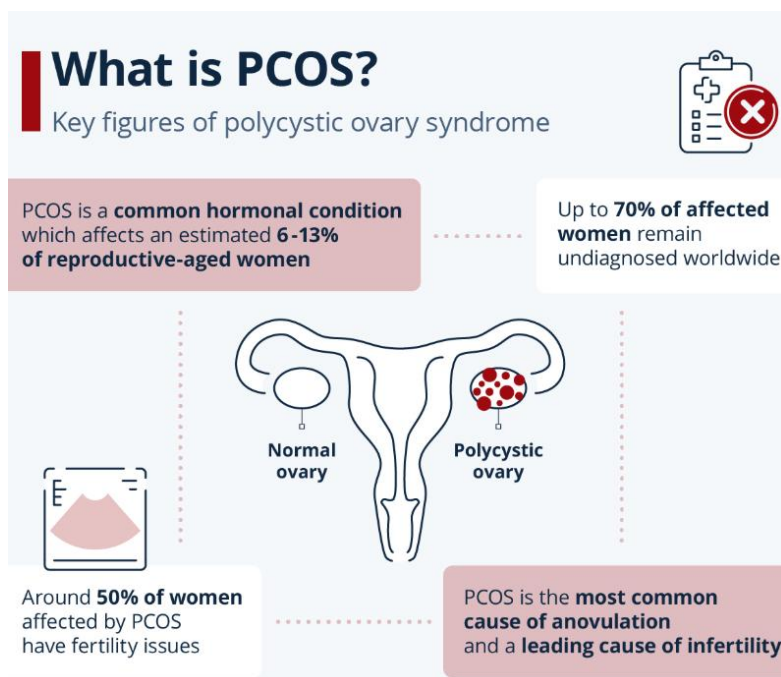 What is PCOS?
Key figures of polycystic ovary syndrome
PCOS is a common hormonal condition
which affects an estimated 6-13%
of reproductive-aged women
Up to 70% of affected
women remain
undiagnosed worldwide
Normal
ovary
Polycystic
ovary
Around 50% of women
affected by PCOS
have fertility issues
PCOS is the most common
cause of anovulation
and a leading cause of infertility